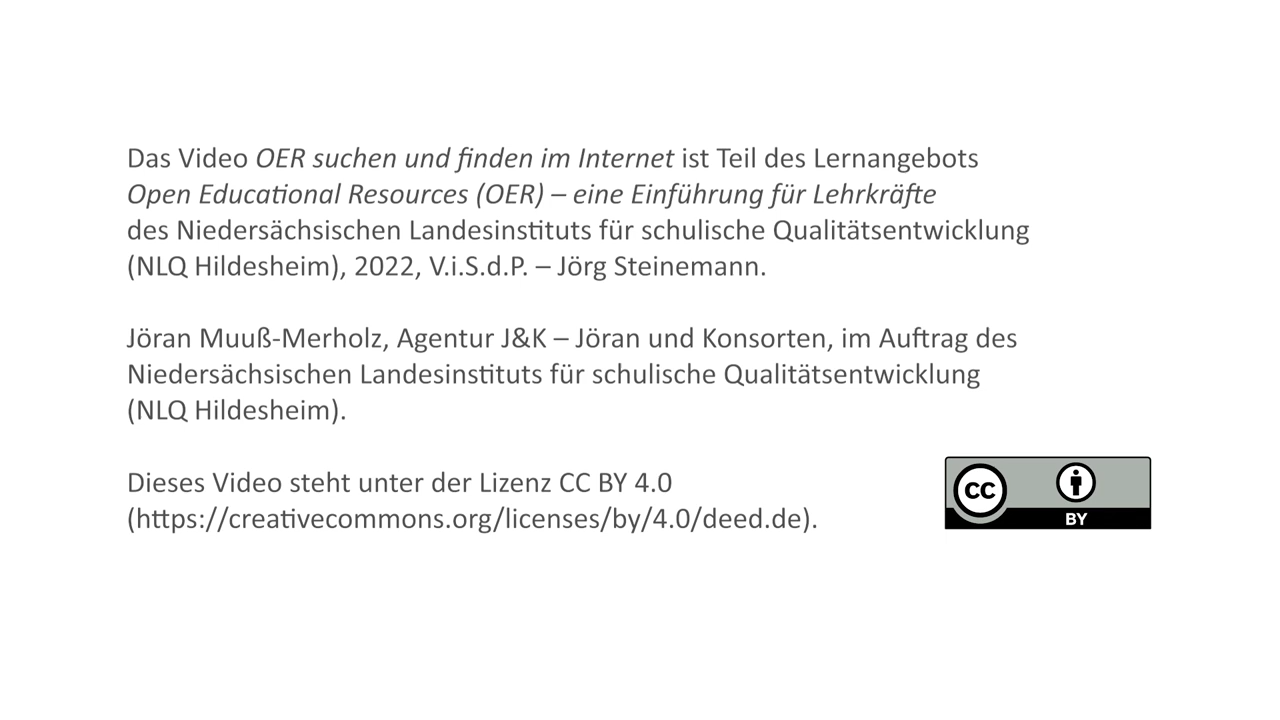 Das Video OER suchen und finden im Internet ist Teil des Lernangebots
Open Educational Resources (OER) – eine Einführung für Lehrkräfte
des Niedersächsischen Landesinstituts für schulische Qualitätsentwicklung
(NLQ Hildesheim), 2022, V.i.S.d.P. – Jörg Steinemann.
Jöran Muuß-Merholz, Agentur J&K – Jöran und Konsorten, im Auftrag des
Niedersächsischen Landesinstituts für schulische Qualitätsentwicklung
(NLQ Hildesheim).
Dieses Video steht unter der Lizenz CC BY 4.0
(https://creativecommons.org/licenses/by/4.0/deed.de).
CC
BY